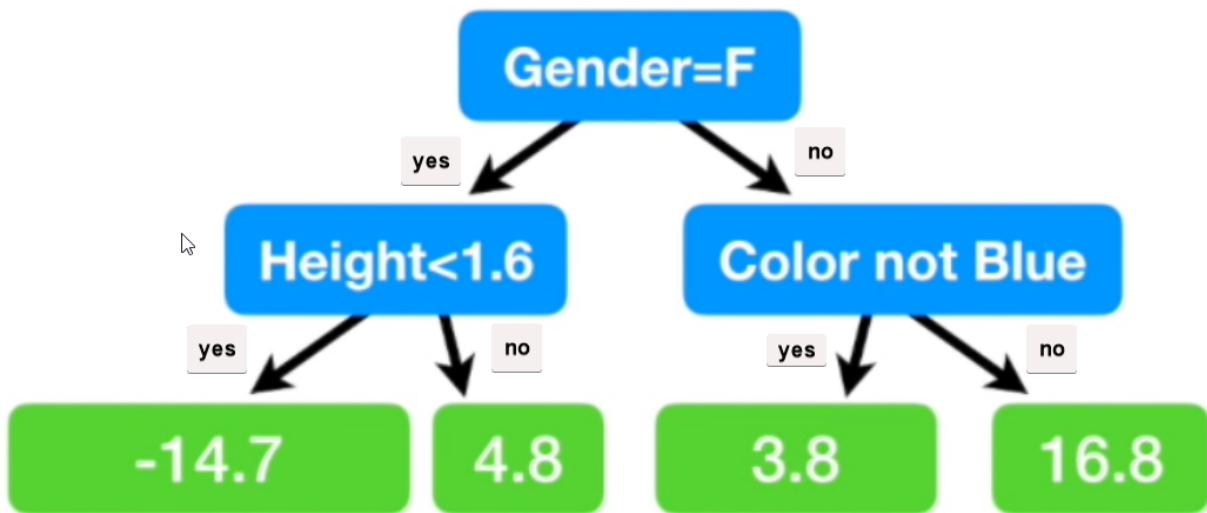 Gender=F
yes
no
Height<1.6
Color not Blue
yes
no
yes
no
-14.7
4.8
3.8
16.8